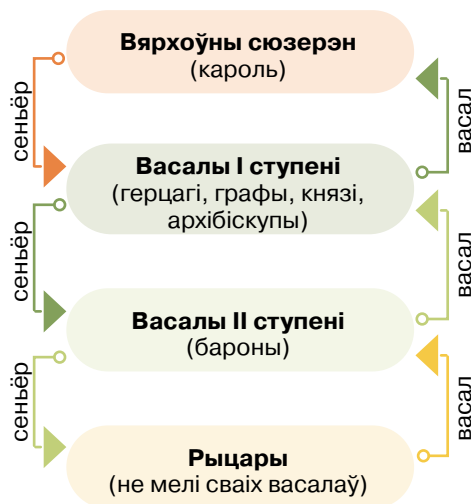 Вярхоўны сюзерэн
(кароль)
сеньёр
васал
Васалы I ступені
(герцагі, графы, князі,
архібіскупы)
сеньёр
васал
Васалы II ступені
(бароны)
сеньёр
васал
Рыцары
(не мелі сваіх васалаў)